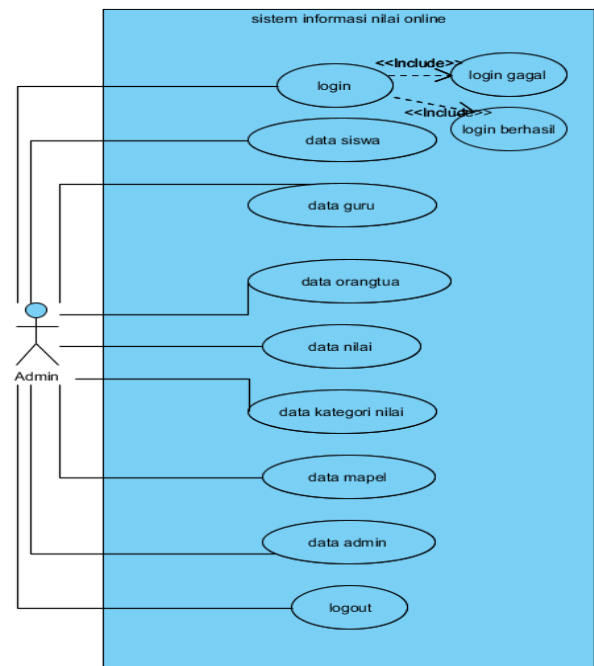 sistem informasi nilai online
<<Include>>
login gagal
login
<<Include>>
login berhasil
data siswa
data guru
data orangtua
data nilai
Admin
data kategori nilai
data mapel
data admin
logout